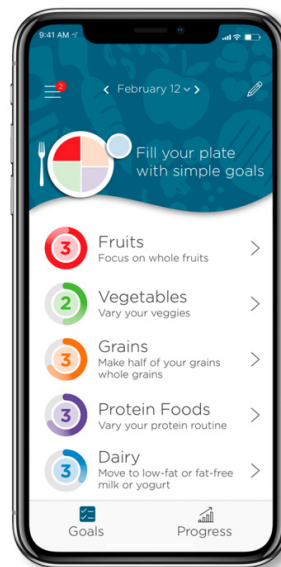 9:41 AM
2
February 12
Fill your plate
with simple goals
3
Fruits
Focus on whole fruits
2
Vegetables
Vary your veggies
3
Grains
Make half of your grains
whole grains
3
Protein Foods
Vary your protein routine
3
Dairy
Move to low-fat or fat-free
milk or yogurt
Goals
Progress